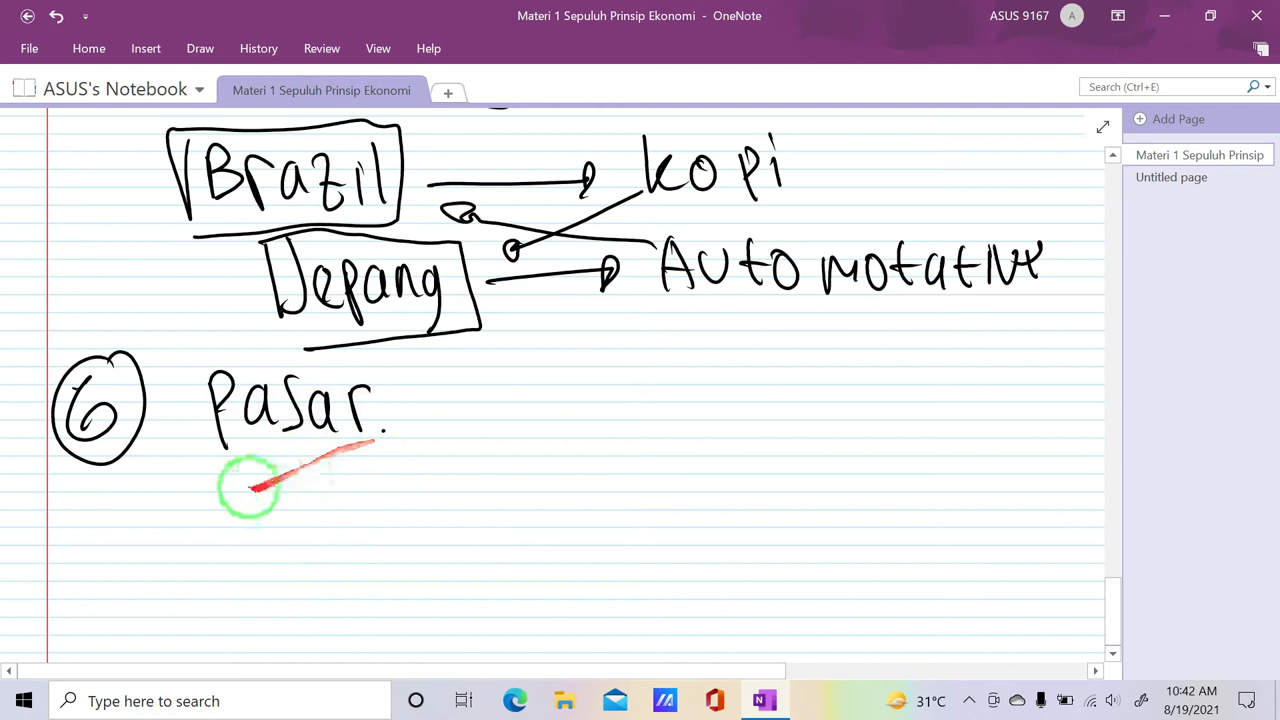 Materi 1 Sepuluh Prinsip Ekonomi - OneNote
ASUS 9167
A
File Home Insert Draw History Review View Help
ASUS's Notebook
Materi 1 Sepuluh Prinsip Ekonomi
Search (Ctrl+E)
Add Page
Materi 1 Sepuluh Prinsip
Untitled page
Brazil kopi
Jepang Automotative
6 Pasar.
Type here to search
31°C
10:42 AM
8/19/2021